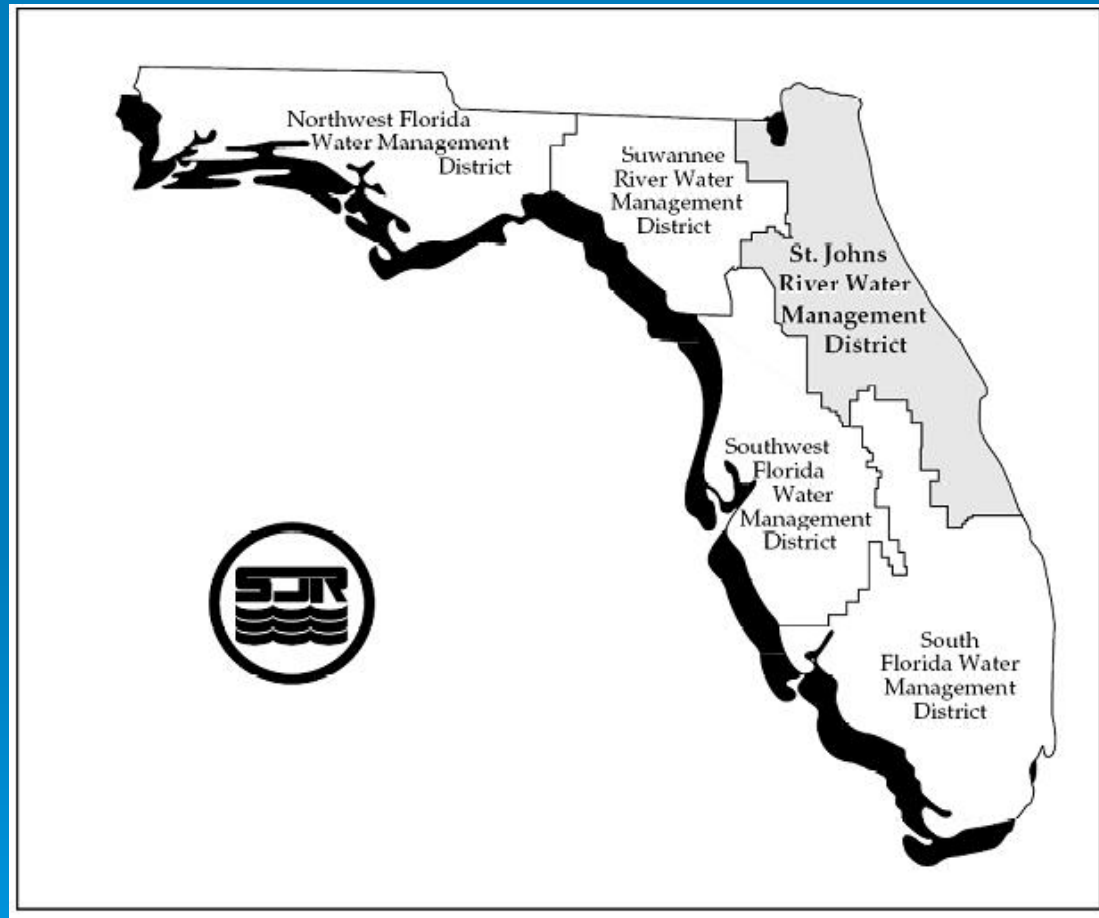 Northwest Florida
Water Management
District
Suwannee
River Water
Management
District
St. Johns
River Water
Management
District
Southwest
Florida
Water
Management
District
South
Florida Water
Management
District
SJR